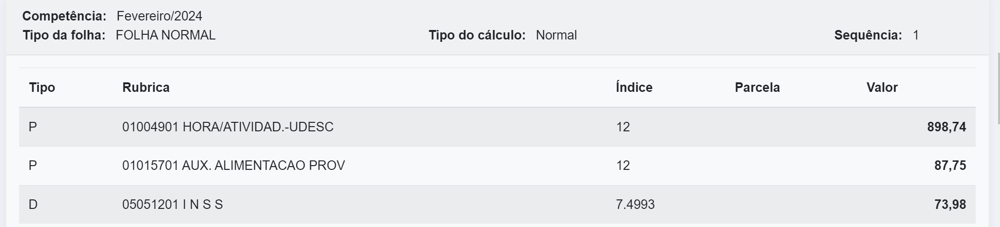 Competência: Fevereiro/2024
Tipo da folha: FOLHA NORMAL Tipo do cálculo: Normal Sequência: 1
Tipo Rubrica Índice Parcela Valor
P 01004901 HORA/ATIVIDAD.-UDESC 12 898,74
P 01015701 AUX. ALIMENTACAO PROV 12 87,75
D 05051201 I N S S 7.4993 73,98